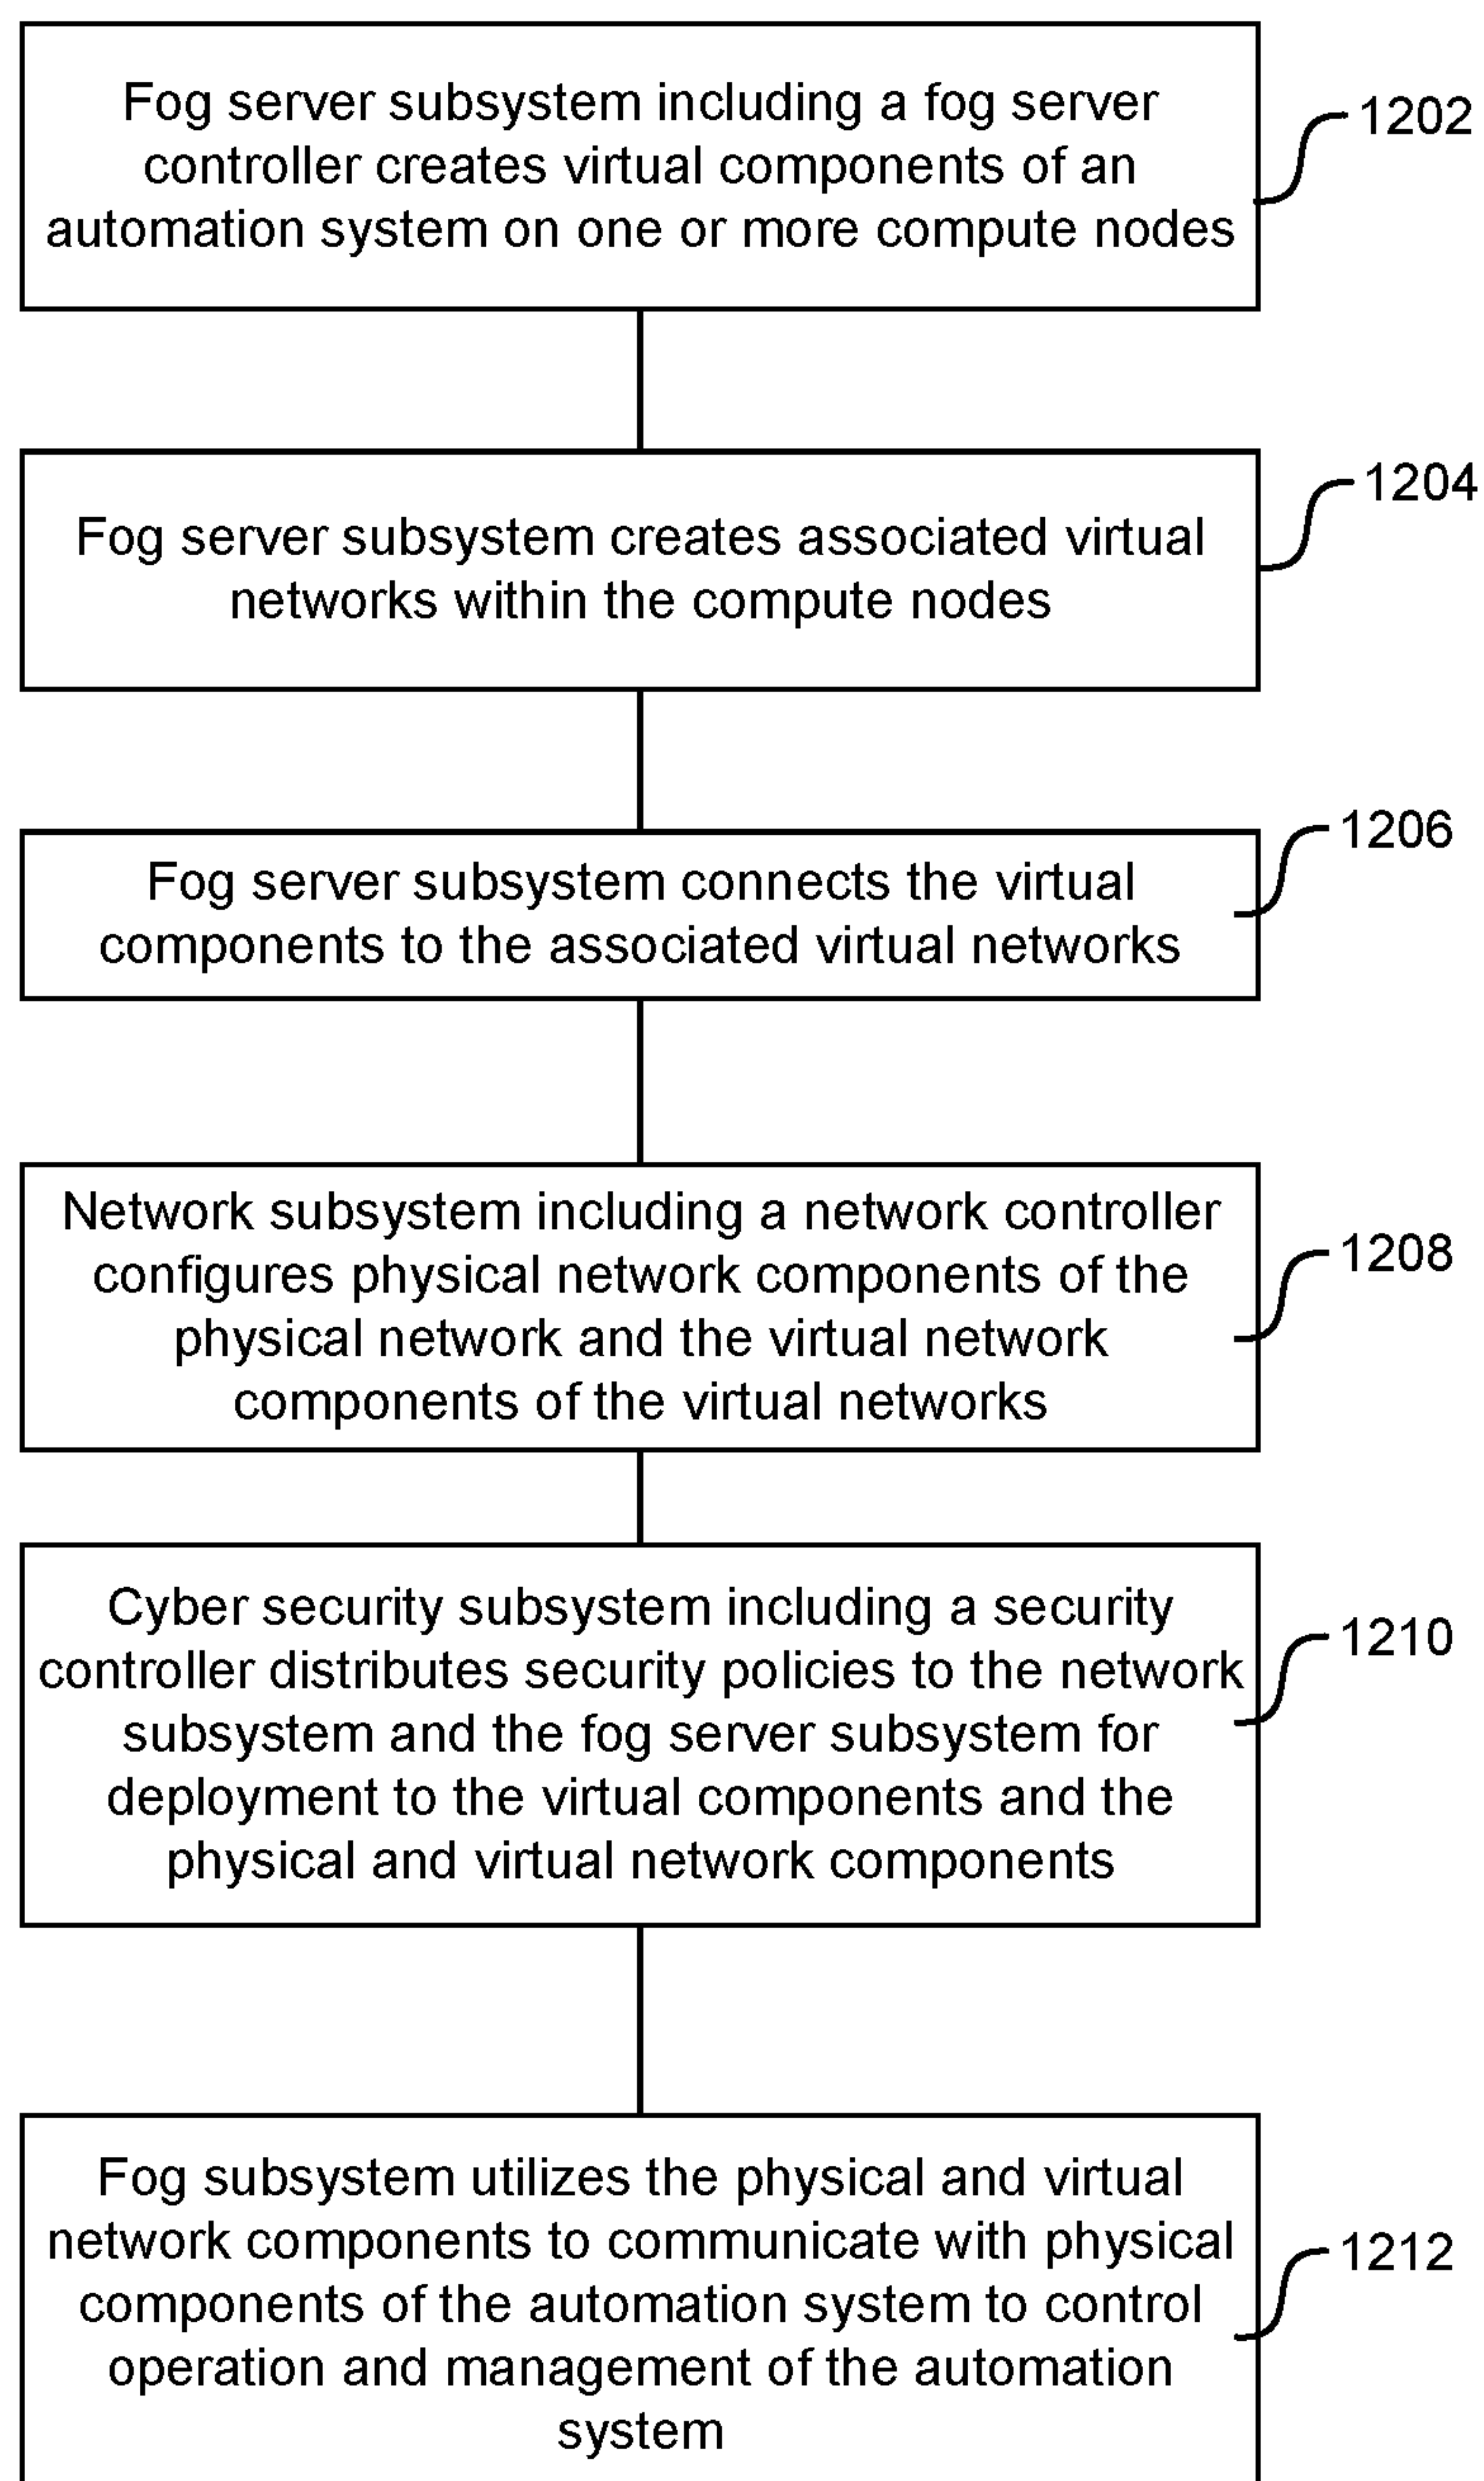 Fog server subsystem including a fog server
controller creates virtual components of an
automation system on one or more compute nodes
1202
Fog server subsystem creates associated virtual
networks within the compute nodes
1204
Fog server subsystem connects the virtual
components to the associated virtual networks
1206
Network subsystem including a network controller
configures physical network components of the
physical network and the virtual network
components of the virtual networks
1208
Cyber security subsystem including a security
controller distributes security policies to the network
subsystem and the fog server subsystem for
deployment to the virtual components and the
physical and virtual network components
1210
Fog subsystem utilizes the physical and virtual
network components to communicate with physical
components of the automation system to control
operation and management of the automation
system
1212